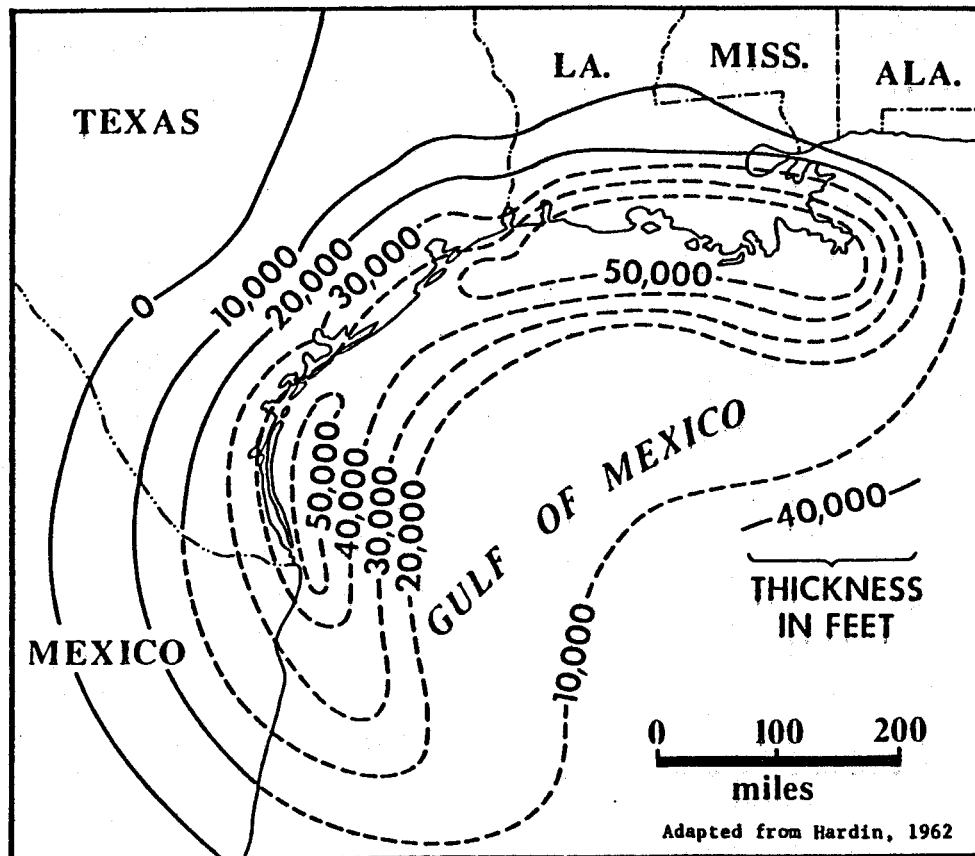 LA.
MISS.
ALA.
TEXAS
0
10,000
20,000
30,000
50,000
50,000
40,000
30,000
20,000
GULF OF MEXICO
10,000
40,000
THICKNESS
IN FEET
MEXICO
0 100 200
miles
Adapted from Hardin, 1962